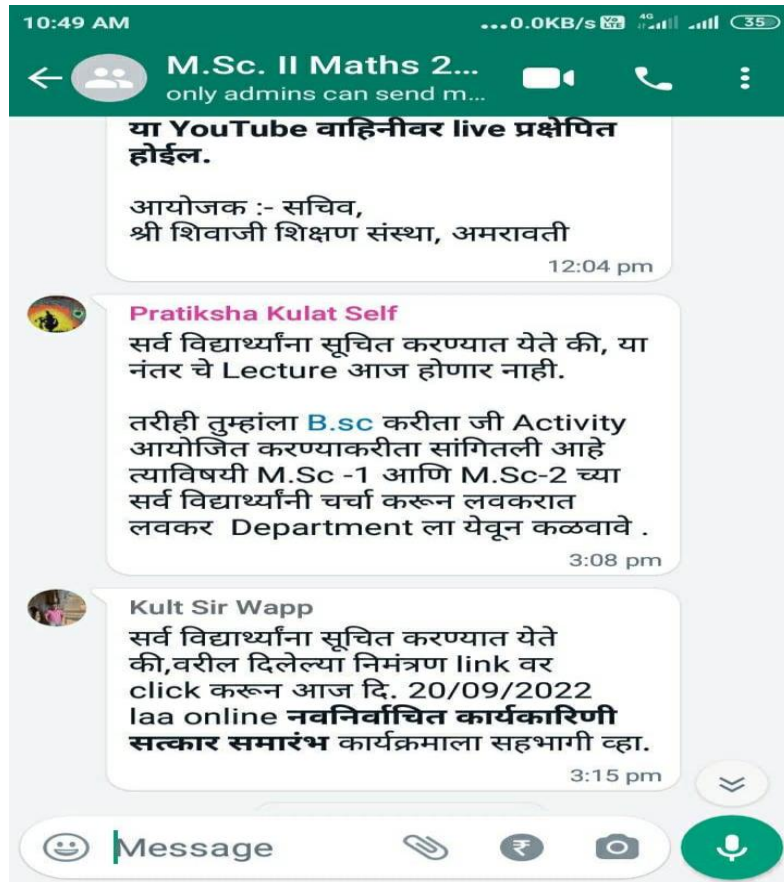 10:49 AM
...0.0KB/s Vo LTE 4G 35
M.Sc. II Maths 2...
only admins can send m...
या YouTube वाहिनीवर live प्रक्षेपित
होईल.
आयोजक :- सचिव,
श्री शिवाजी शिक्षण संस्था, अमरावती
12:04 pm
Pratiksha Kulat Self
सर्व विद्यार्थ्यांना सूचित करण्यात येते की, या
नंतर चे Lecture आज होणार नाही.
तरीही तुम्हांला B.sc करीता जी Activity
आयोजित करण्याकरीता सांगितली आहे
त्याविषयी M.Sc -1 आणि M.Sc-2 च्या
सर्व विद्यार्थ्यांनी चर्चा करून लवकरात
लवकर Department ला येवून कळवावे .
3:08 pm
Kult Sir Wapp
सर्व विद्यार्थ्यांना सूचित करण्यात येते
की,वरील दिलेल्या निमंत्रण link वर
click करून आज दि. 20/09/2022
laa online नवनिर्वाचित कार्यकारिणी
सत्कार समारंभ कार्यक्रमाला सहभागी व्हा.
3:15 pm
Message
₹